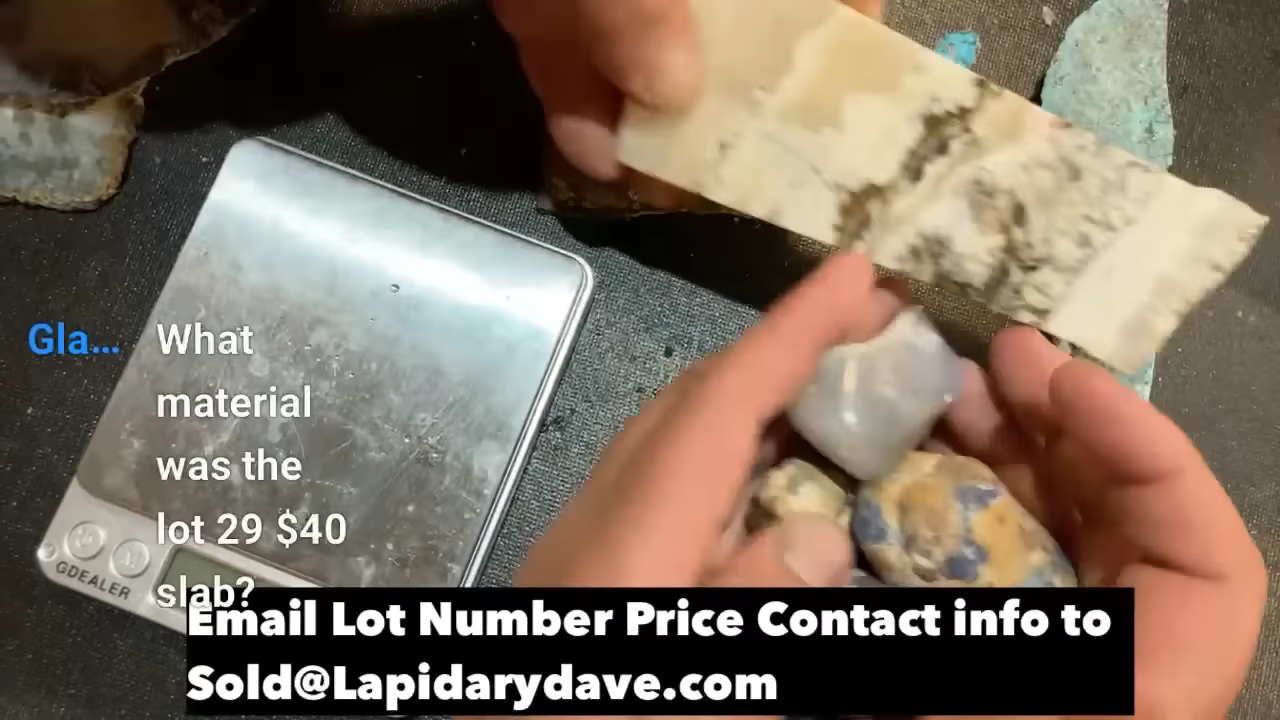 Gla...
What
material
was the
lot 29 $40
slab?
GDEALER
Email Lot Number Price Contact info to
Sold@Lapidarydave.com